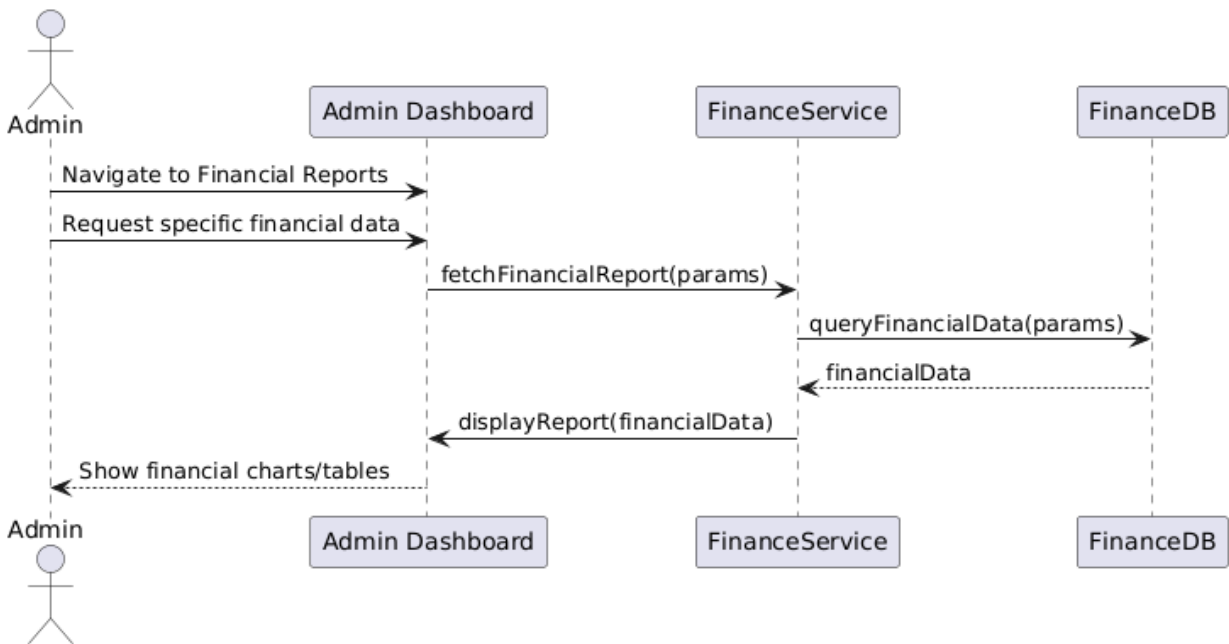 Admin
Admin Dashboard
FinanceService
FinanceDB
Navigate to Financial Reports
Request specific financial data
fetchFinancialReport(params)
queryFinancialData(params)
financialData
displayReport(financialData)
Show financial charts/tables
Admin
Admin Dashboard
FinanceService
FinanceDB